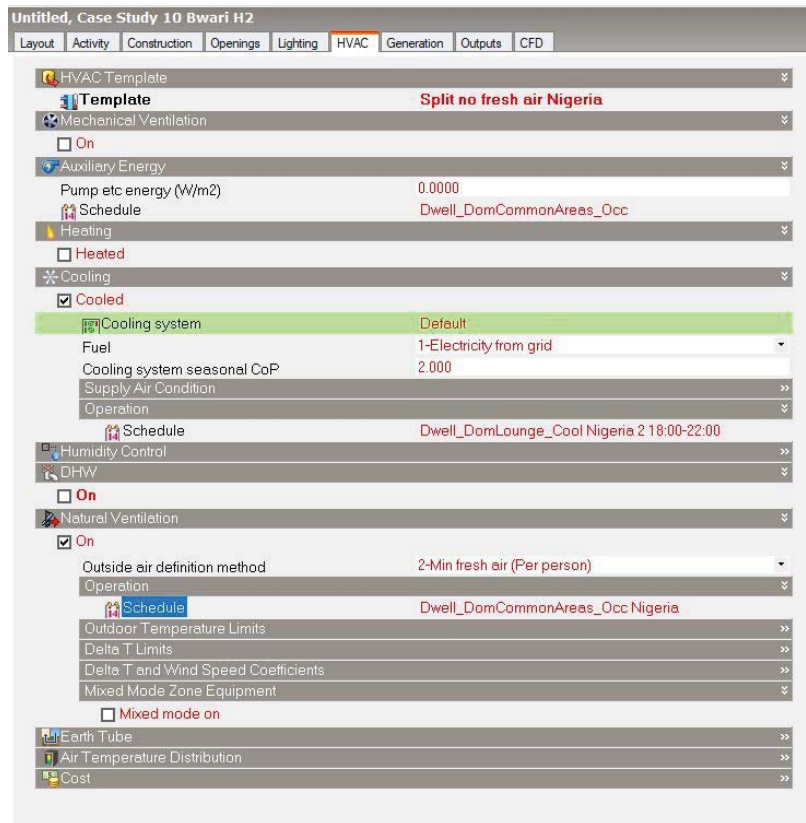 Untitled, Case Study 10 Bwari H2
Layout Activity Construction Openings Lighting HVAC Generation Outputs CFD
HVAC Template
Template Split no fresh air Nigeria
Mechanical Ventilation
On
Auxiliary Energy
Pump etc energy (W/m2) 0.0000
Schedule Dwell_DomCommonAreas_Occ
Heating
Heated
Cooling
Cooled
Cooling system Default
Fuel 1-Electricity from grid
Cooling system seasonal CoP 2.000
Supply Air Condition
Operation
Schedule Dwell_DomLounge_Cool Nigeria 2 18:00-22:00
Humidity Control
DHW
On
Natural Ventilation
On
Outside air definition method 2-Min fresh air (Per person)
Operation
Schedule Dwell_DomCommonAreas_Occ Nigeria
Outdoor Temperature Limits
Delta T Limits
Delta T and Wind Speed Coefficients
Mixed Mode Zone Equipment
Mixed mode on
Earth Tube
Air Temperature Distribution
Cost